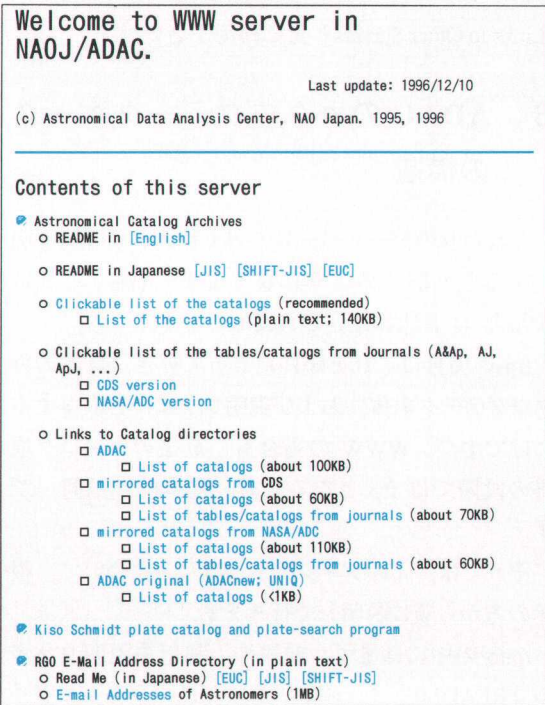 Welcome to WWW server in
NAOJ/ADAC.
Last update: 1996/12/10
(c) Astronomical Data Analysis Center, NAO Japan. 1995, 1996
Contents of this server
Astronomical Catalog Archives
README in [English]
README in Japanese [JIS] [SHIFT-JIS] [EUC]
Clickable list of the catalogs (recommended)
List of the catalogs (plain text; 140KB)
Clickable list of the tables/catalogs from Journals (A&Ap, AJ,
ApJ, ...)
CDS version
NASA/ADC version
Links to Catalog directories
ADAC
List of catalogs (about 100KB)
mirrored catalogs from CDS
List of catalogs (about 60KB)
List of tables/catalogs from journals (about 70KB)
mirrored catalogs from NASA/ADC
List of catalogs (about 110KB)
List of tables/catalogs from journals (about 60KB)
ADAC original (ADACnew; UNIQ)
List of catalogs (<1KB)
Kiso Schmidt plate catalog and plate-search program
RGO E-Mail Address Directory (in plain text)
Read Me (in Japanese) [EUC] [JIS] [SHIFT-JIS]
E-mail Addresses of Astronomers (1MB)